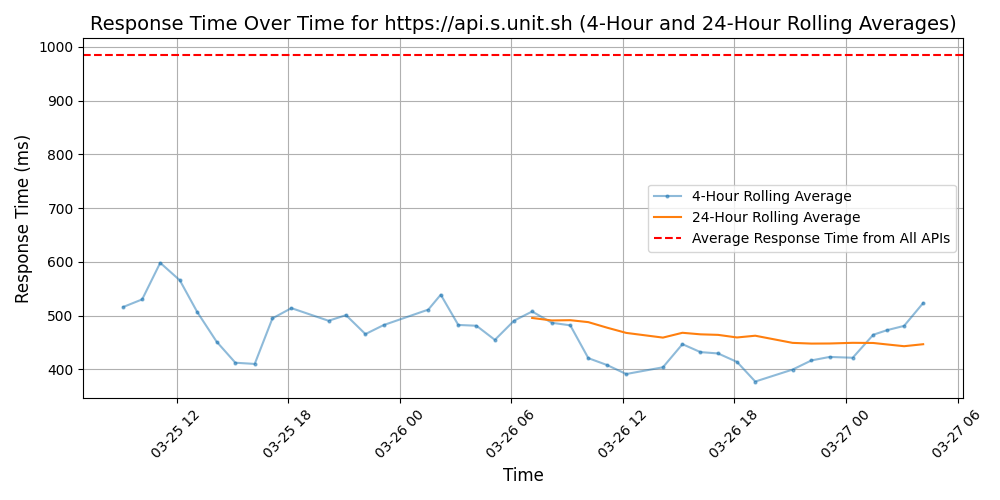 Response Time Over Time for https://api.s.unit.sh (4-Hour and 24-Hour Rolling Averages)
Response Time (ms)
1000
900
800
700
600
500
400
4-Hour Rolling Average
24-Hour Rolling Average
Average Response Time from All APIs
03-25 12
03-25 18
03-26 00
03-26 06
03-26 12
03-26 18
03-27 00
03-27 06
Time